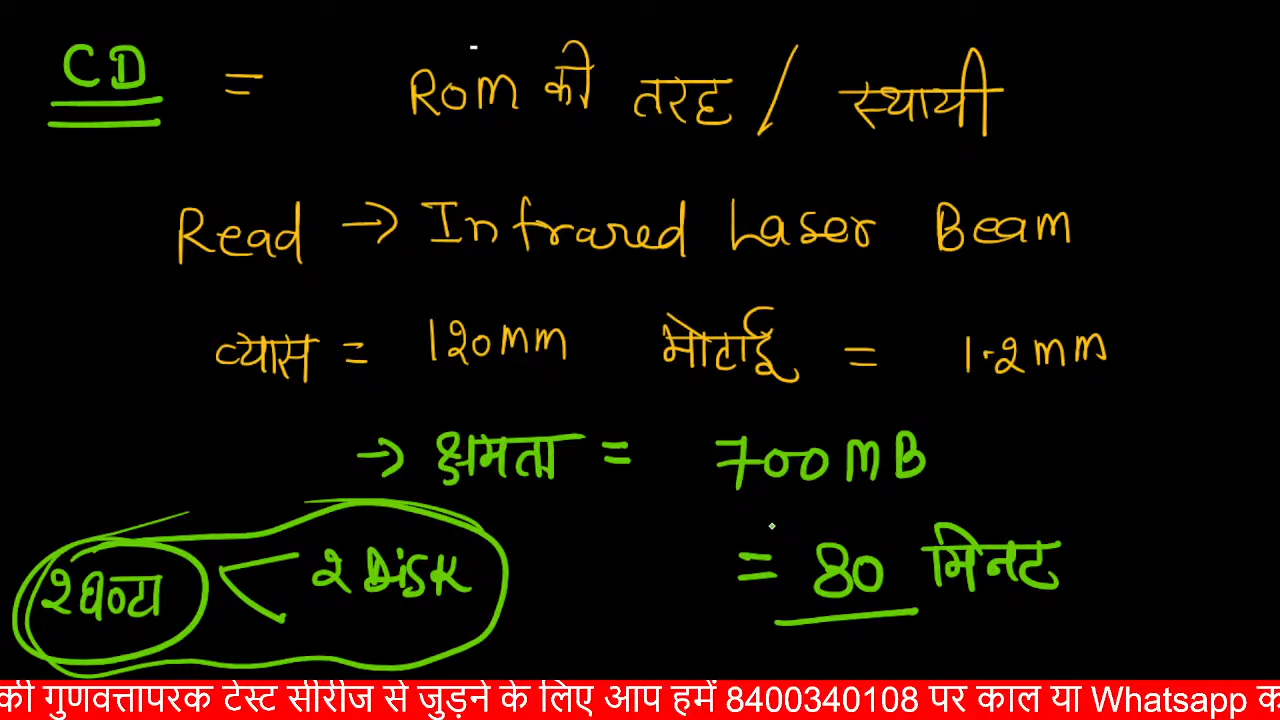 CD = ROM की तरह / स्थायी
Read → Infrared Laser Beam
व्यास = 120mm मोटाई = 1.2mm
→ क्षमता = 700MB
= 80 मिनट
2 घण्टा < 2 Disk
की गुणवत्तापरक टेस्ट सीरीज से जुड़ने के लिए आप हमें 8400340108 पर काल या Whatsapp क